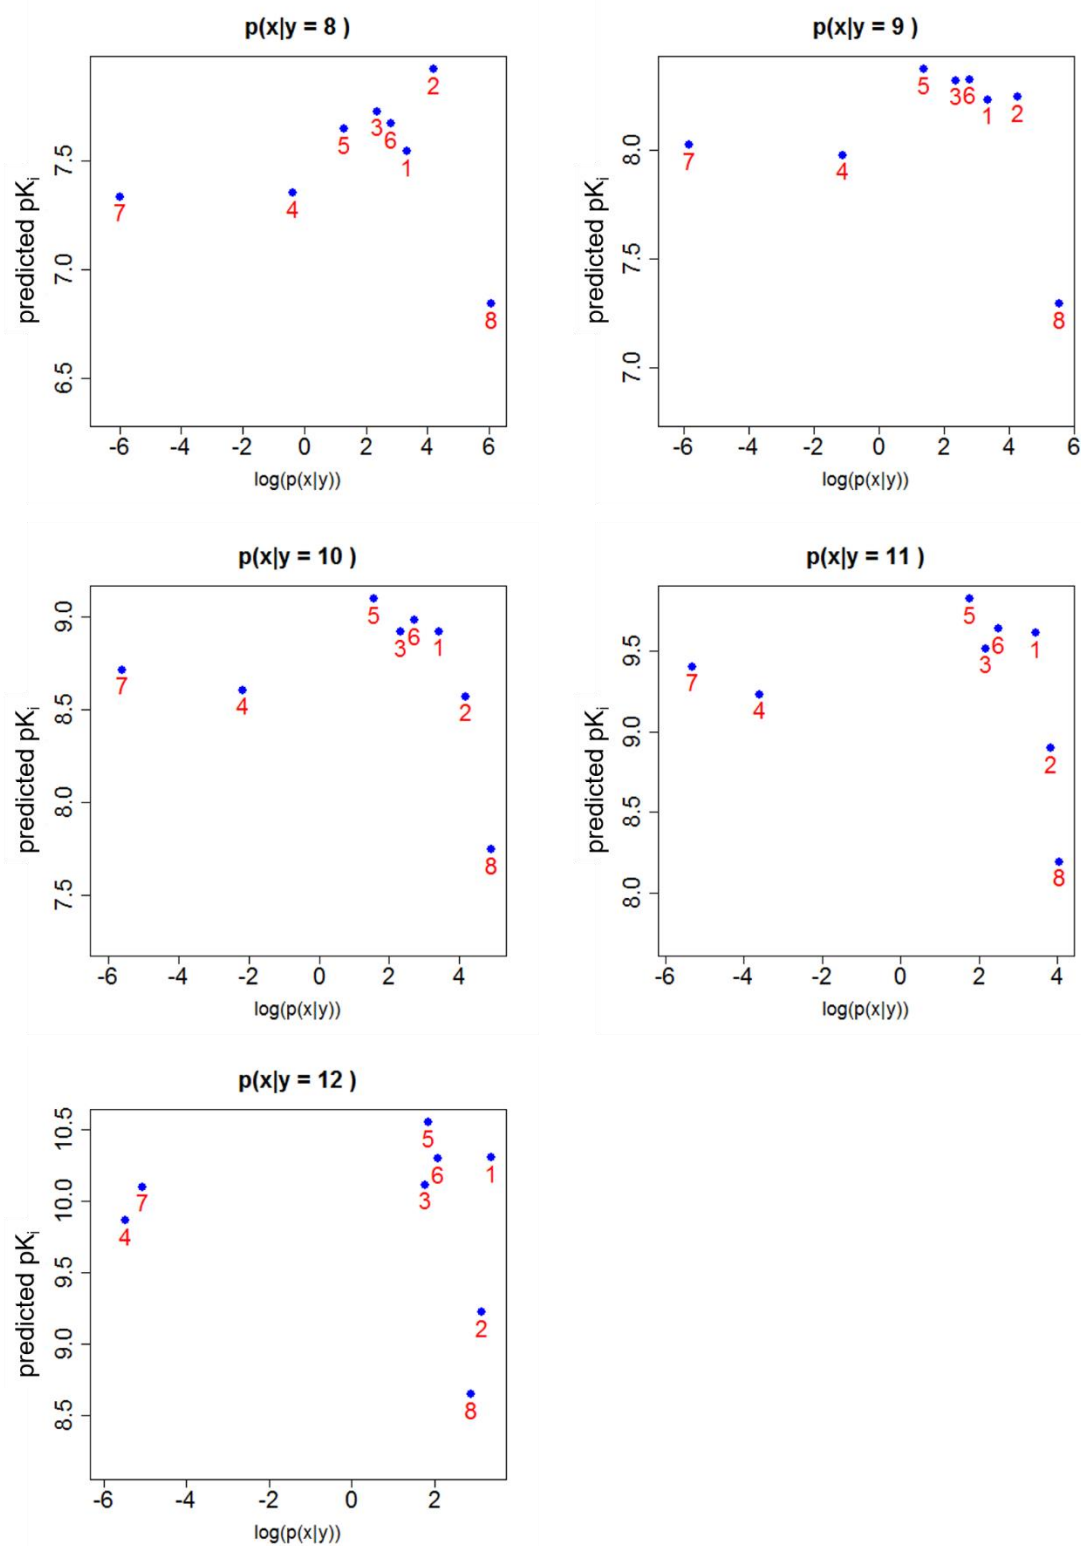 p(x|y = 8 )
predicted pKi
7.5
7.0
6.5
2
3
6
5
1
7
4
8
-6 -4 -2 0 2 4 6
log(p(x|y))
p(x|y = 9 )
predicted pKi
8.0
7.5
7.0
5
3
6
1
2
7
4
8
-6 -4 -2 0 2 4 6
log(p(x|y))
p(x|y = 10 )
predicted pKi
9.0
8.5
8.0
7.5
5
6
3
1
7
4
2
8
-6 -4 -2 0 2 4
log(p(x|y))
p(x|y = 11 )
predicted pKi
9.5
9.0
8.5
8.0
5
6
1
3
7
4
2
8
-6 -4 -2 0 2 4
log(p(x|y))
p(x|y = 12 )
predicted pKi
10.5
10.0
9.5
9.0
8.5
5
6
1
3
7
4
2
8
-6 -4 -2 0 2
log(p(x|y))